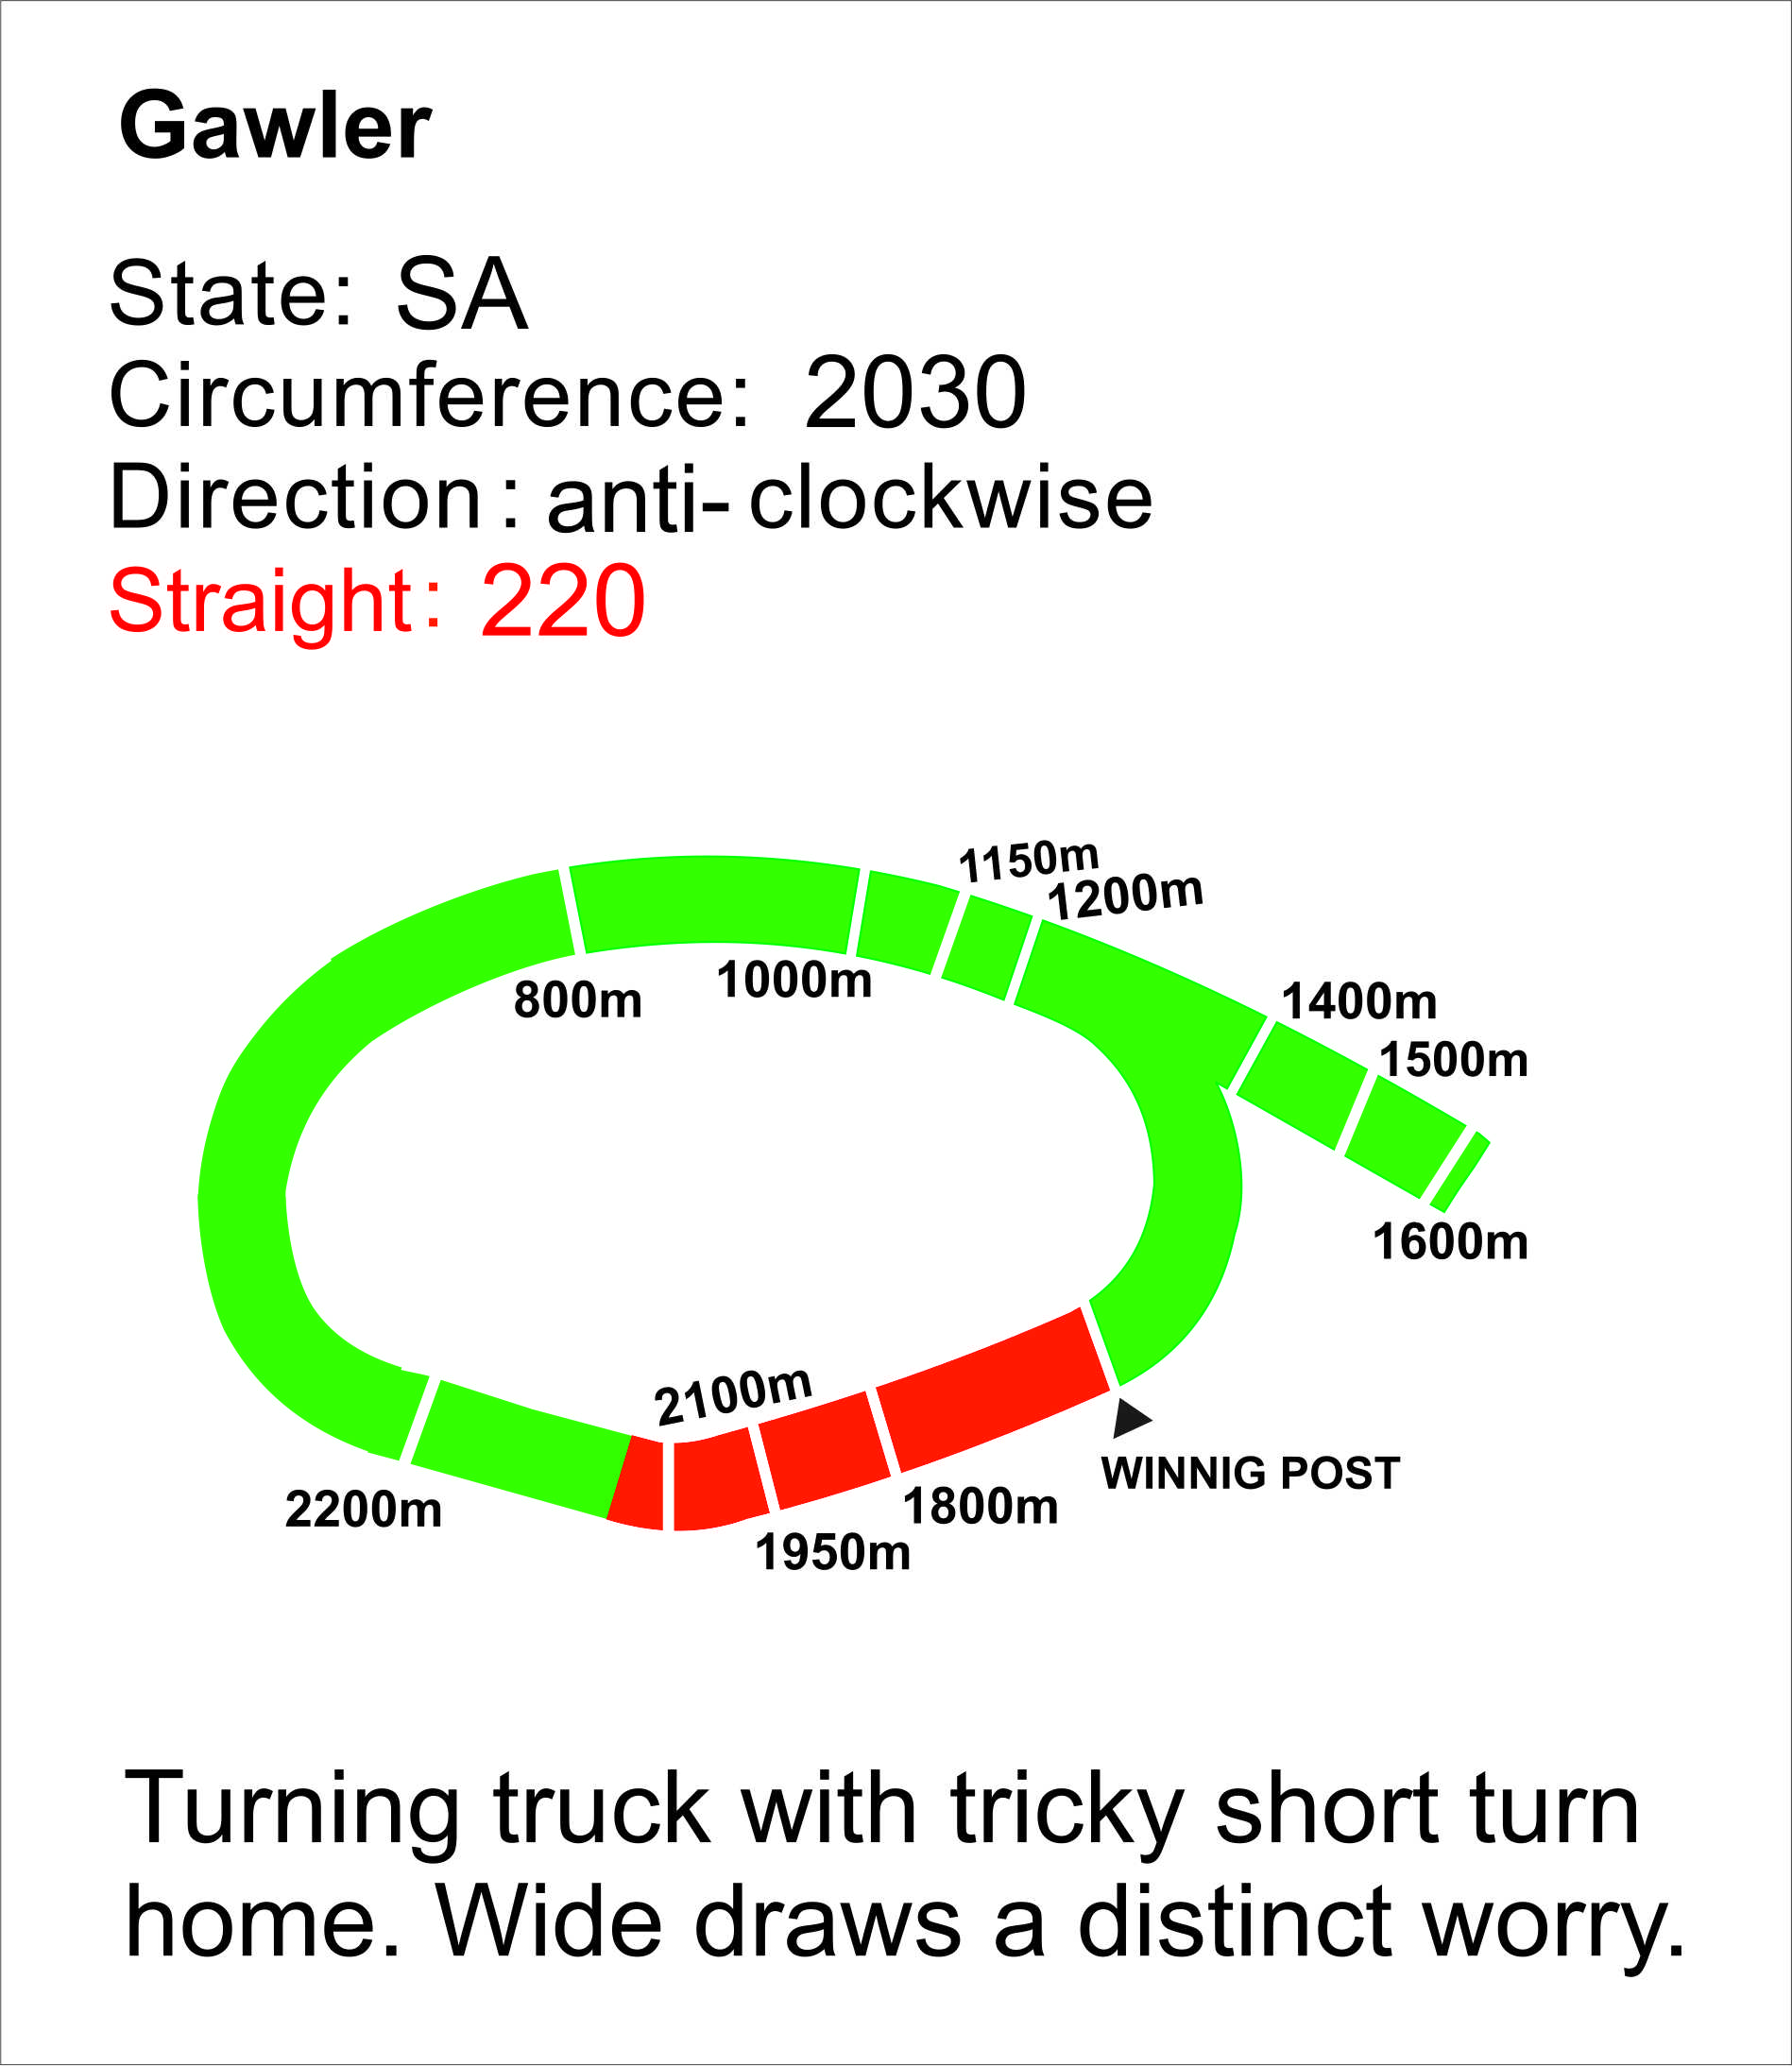 Gawler
State: SA
Circumference: 2030
Direction : anti- clockwise
Straight: 220
1150m
1200m
800m
1000m
1400m
1500m
1600m
2100m
2200m
1950m
1800m
WINNIG POST
Turning truck with tricky short turn
home. Wide draws a distinct worry.